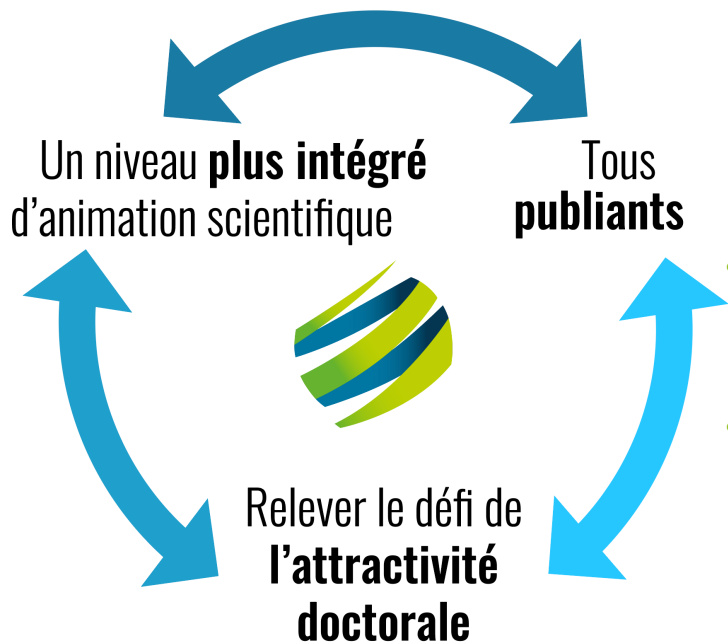 Un niveau plus intégré
d’animation scientifique
Tous
publiants
Relever le défi de
l’attractivité
doctorale